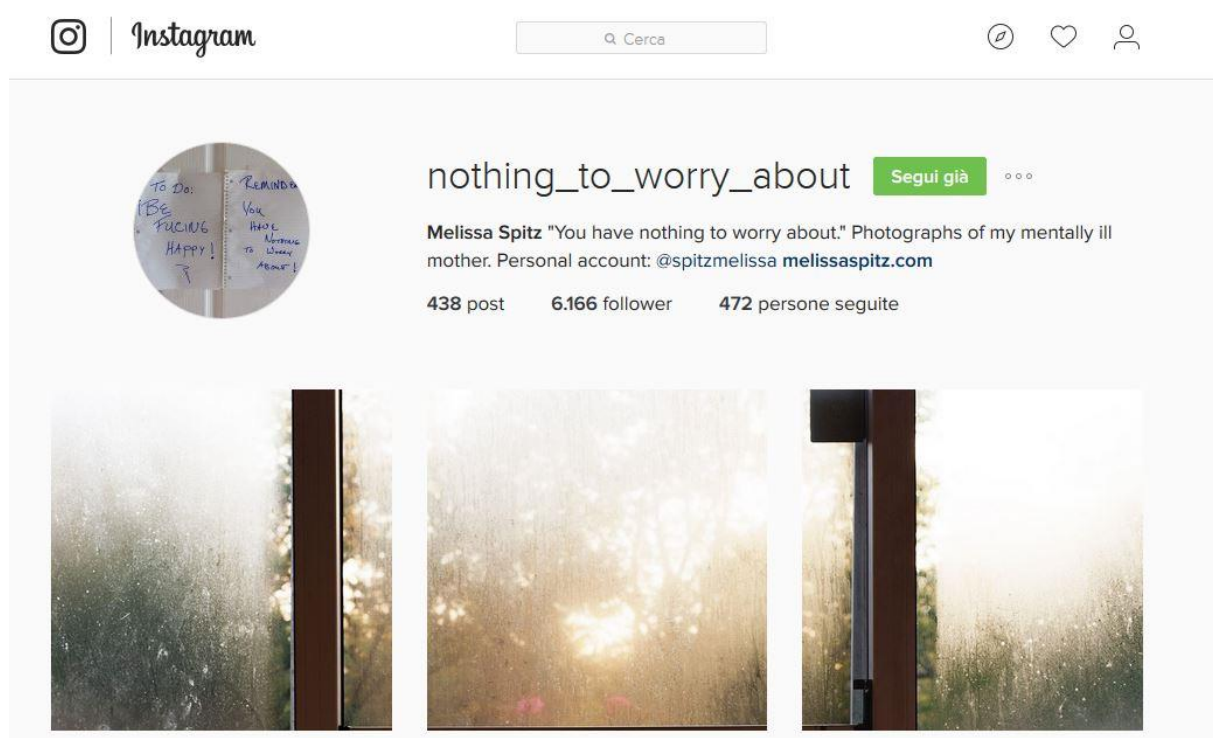 Instagram
Cerca
nothing_to_worry_about Segui già
Melissa Spitz "You have nothing to worry about." Photographs of my mentally ill
mother. Personal account: @spitzmelissa melissaspitz.com
438 post 6.166 follower 472 persone seguite
TO DO:
BE
FUCING
HAPPY!
REMINDER
YOU
HAVE
NOTHING
TO WORRY
ABOUT!